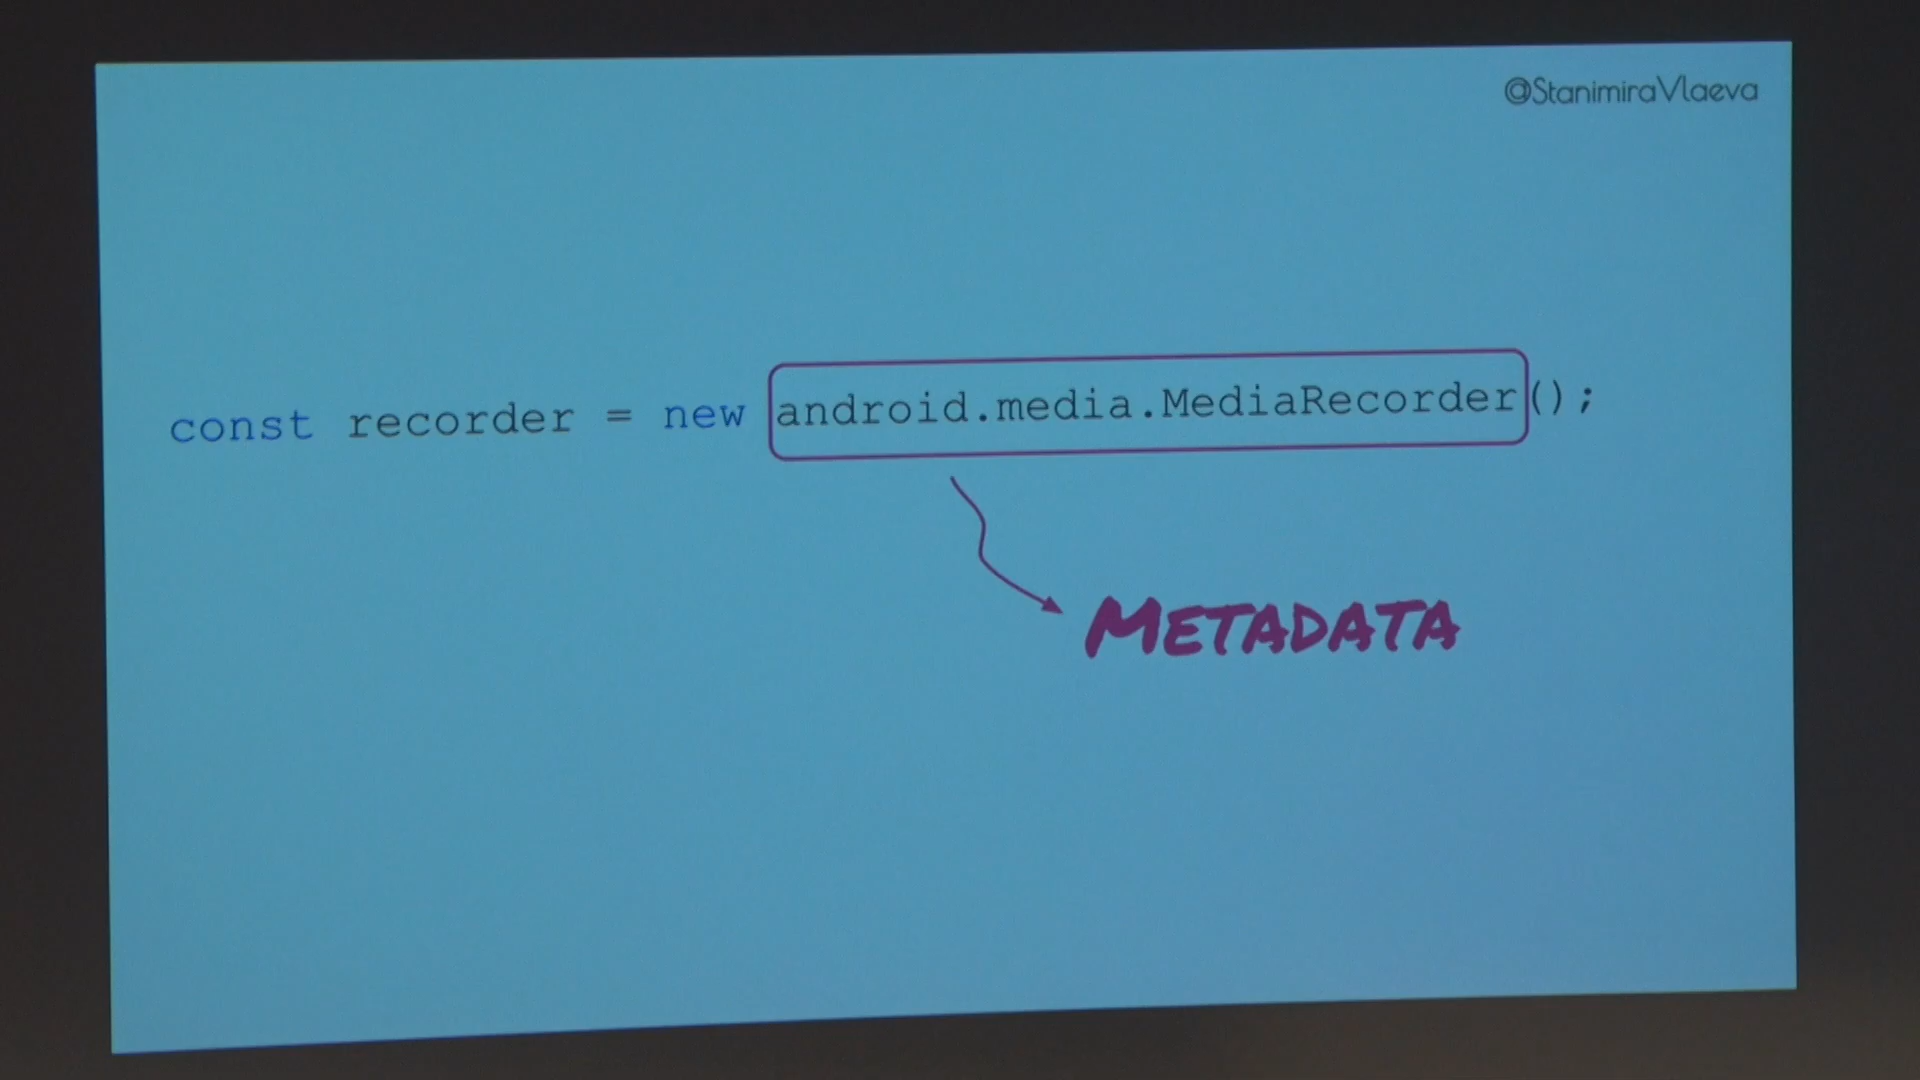 @StanimiraVlaeva
const recorder = new android.media.MediaRecorder();
METADATA